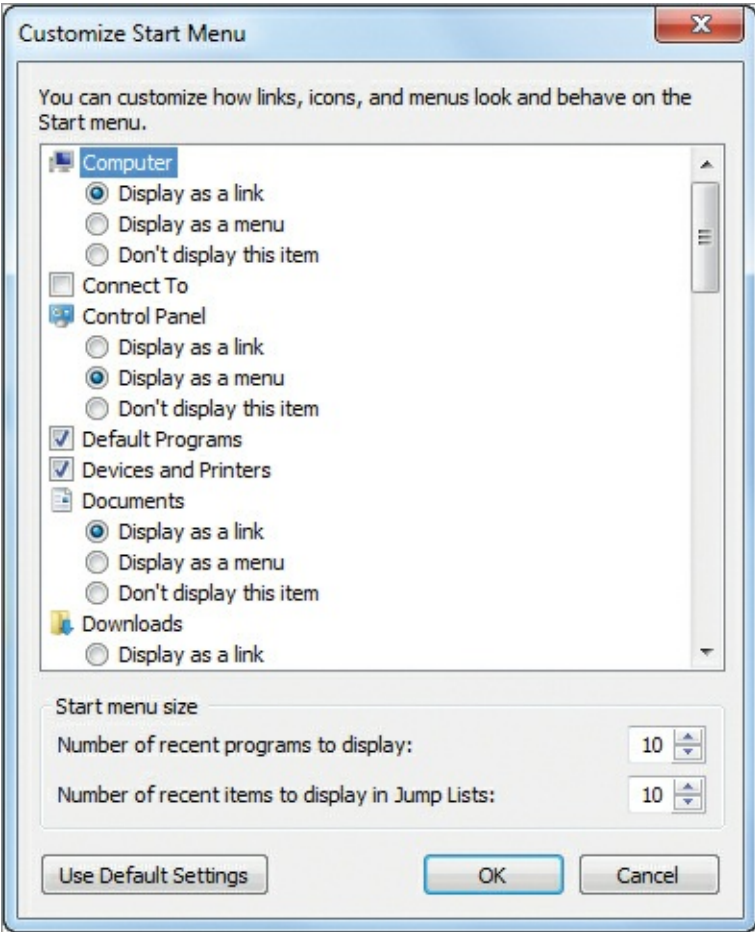 Customize Start Menu
You can customize how links, icons, and menus look and behave on the
Start menu.
Computer
Display as a link
Display as a menu
Don't display this item
Connect To
Control Panel
Display as a link
Display as a menu
Don't display this item
Default Programs
Devices and Printers
Documents
Display as a link
Display as a menu
Don't display this item
Downloads
Display as a link
Start menu size
Number of recent programs to display: 10
Number of recent items to display in Jump Lists: 10
Use Default Settings OK Cancel